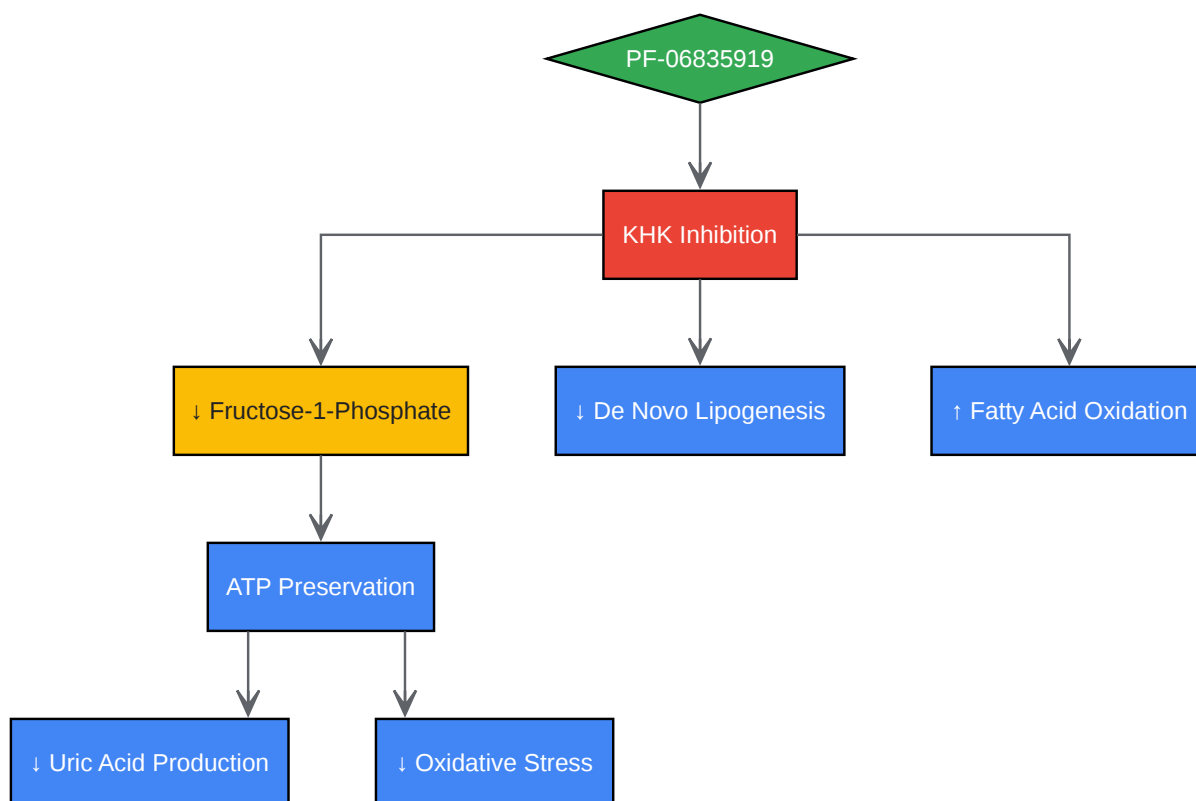 PF-06835919
KHK Inhibition
↓ Fructose-1-Phosphate
↓ De Novo Lipogenesis
↑ Fatty Acid Oxidation
ATP Preservation
↓ Uric Acid Production
↓ Oxidative Stress